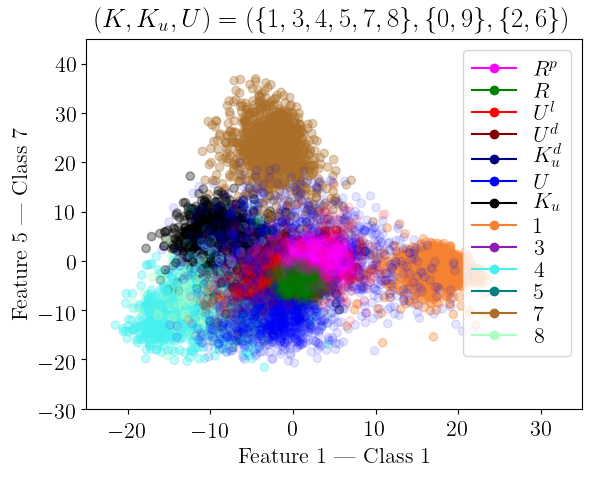 (K, K_u, U) = ({1, 3, 4, 5, 7, 8}, {0, 9}, {2, 6})
40
30
20
10
0
−10
−20
−30
−20
−10
0
10
20
30
Feature 5 — Class 7
Feature 1 — Class 1
R^p
R
U^l
U^d
K_u^d
U
K_u
1
3
4
5
7
8